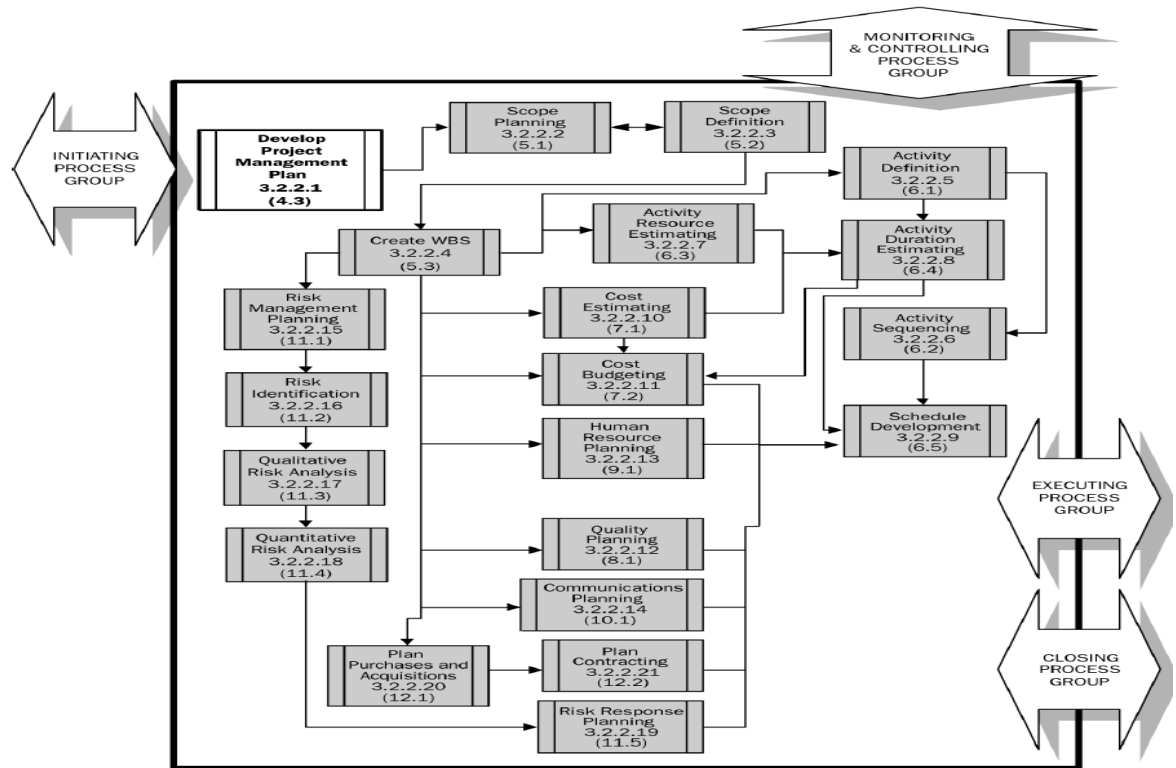 MONITORING
& CONTROLLING
PROCESS
GROUP
INITIATING
PROCESS
GROUP
Develop
Project
Management
Plan
3.2.2.1
(4.3)
Scope
Planning
3.2.2.2
(5.1)
Scope
Definition
3.2.2.3
(5.2)
Activity
Definition
3.2.2.5
(6.1)
Create WBS
3.2.2.4
(5.3)
Activity
Resource
Estimating
3.2.2.7
(6.3)
Activity
Duration
Estimating
3.2.2.8
(6.4)
Risk
Management
Planning
3.2.2.15
(11.1)
Cost
Estimating
3.2.2.10
(7.1)
Activity
Sequencing
3.2.2.6
(6.2)
Risk
Identification
3.2.2.16
(11.2)
Cost
Budgeting
3.2.2.11
(7.2)
Schedule
Development
3.2.2.9
(6.5)
Qualitative
Risk Analysis
3.2.2.17
(11.3)
Human
Resource
Planning
3.2.2.13
(9.1)
Quantitative
Risk Analysis
3.2.2.18
(11.4)
Quality
Planning
3.2.2.12
(8.1)
EXECUTING
PROCESS
GROUP
Communications
Planning
3.2.2.14
(10.1)
Plan
Purchases and
Acquisitions
3.2.2.20
(12.1)
Plan
Contracting
3.2.2.21
(12.2)
CLOSING
PROCESS
GROUP
Risk Response
Planning
3.2.2.19
(11.5)